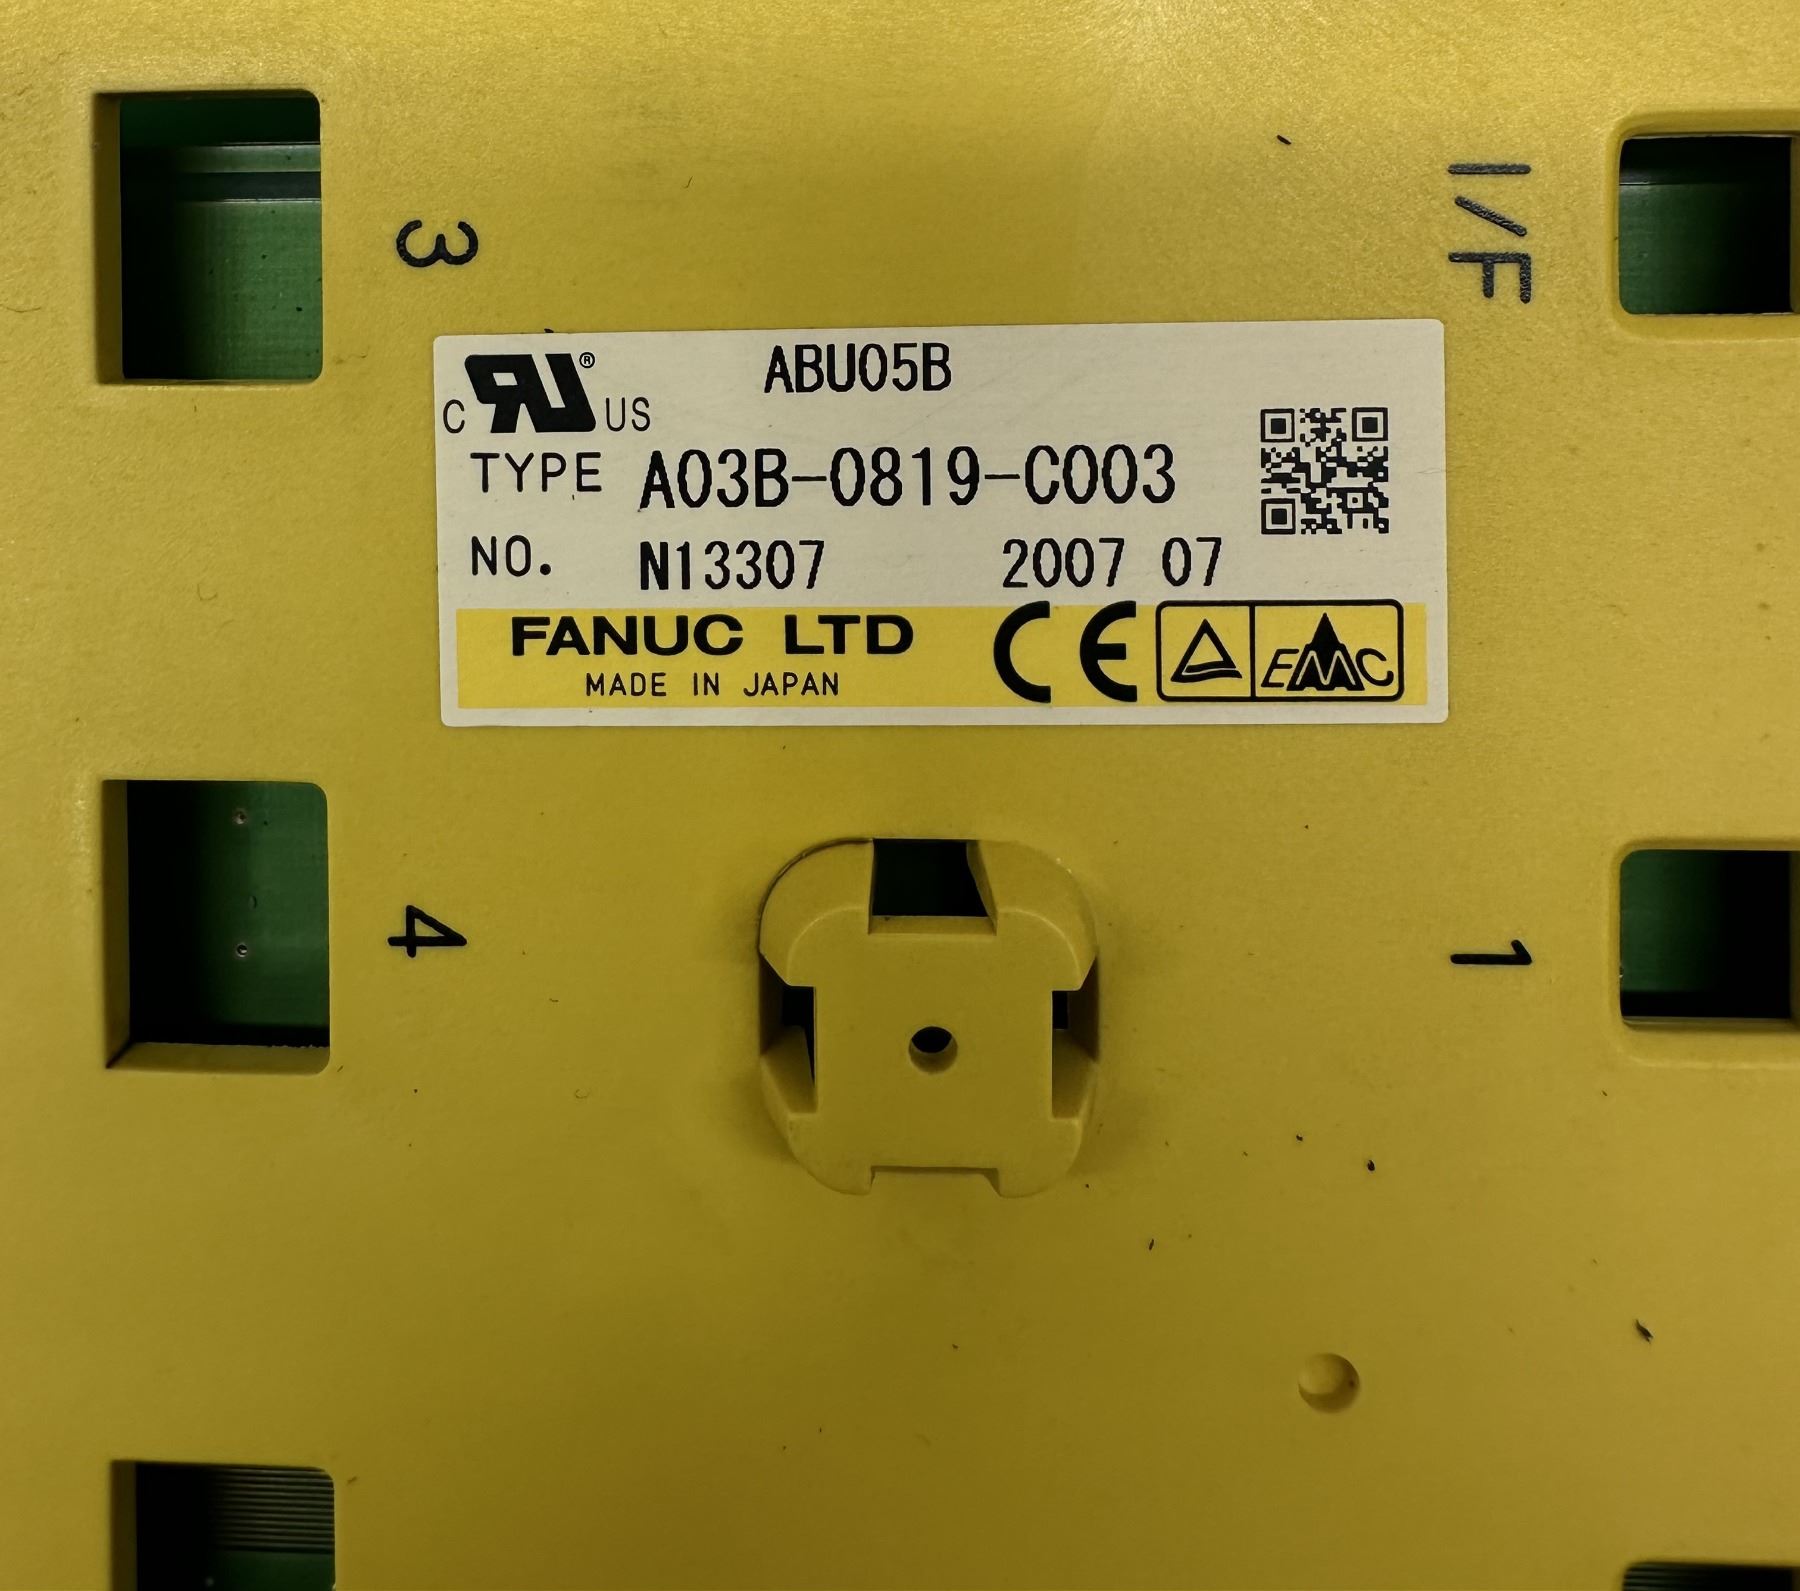 3
I/F
ABU05B
C RU® US
TYPE A03B-0819-C003
NO. N13307 2007 07
FANUC LTD CE EMC
MADE IN JAPAN
4
1